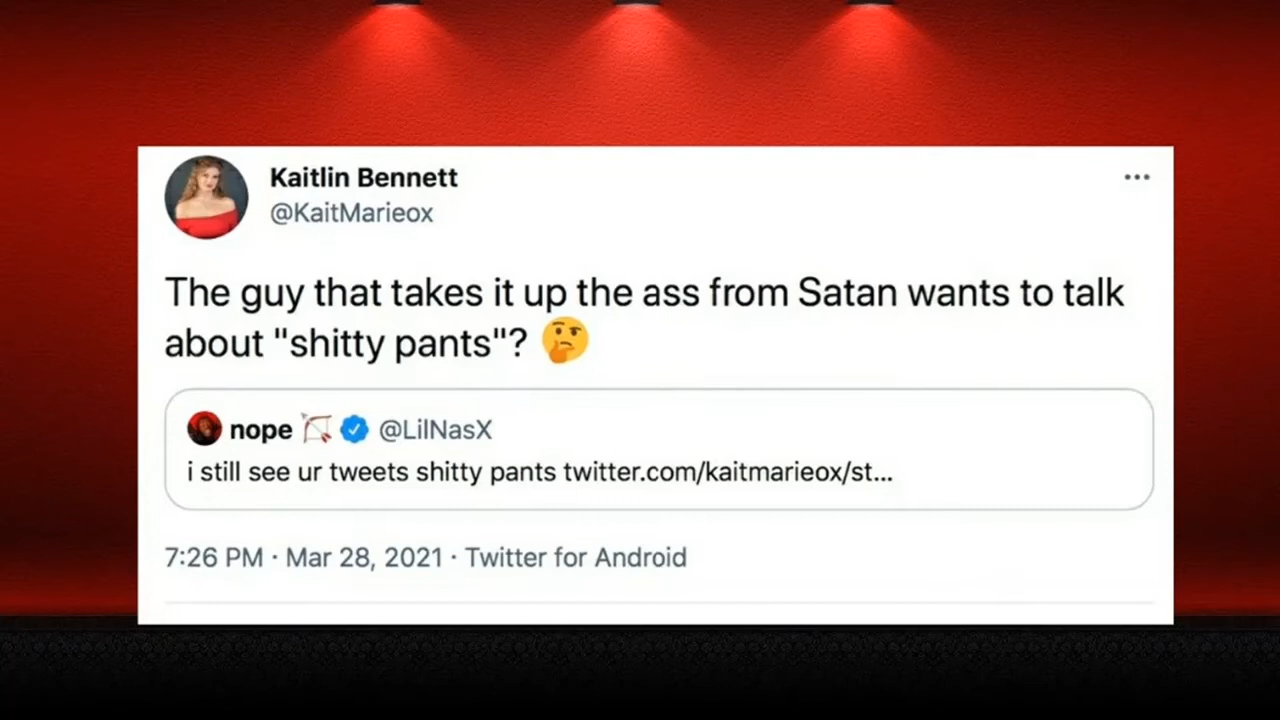 Kaitlin Bennett
@KaitMarieox
The guy that takes it up the ass from Satan wants to talk
about "shitty pants"? 🤔
nope 🏹 @LilNasX
i still see ur tweets shitty pants twitter.com/kaitmarieox/st...
7:26 PM · Mar 28, 2021 · Twitter for Android